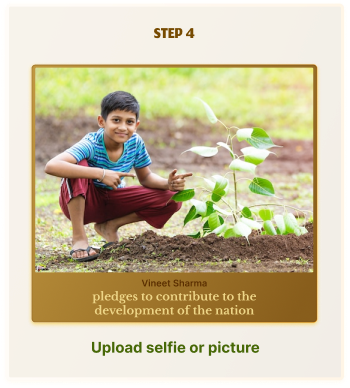 STEP 4
Vineet Sharma
pledges to contribute to the
development of the nation
Upload selfie or picture